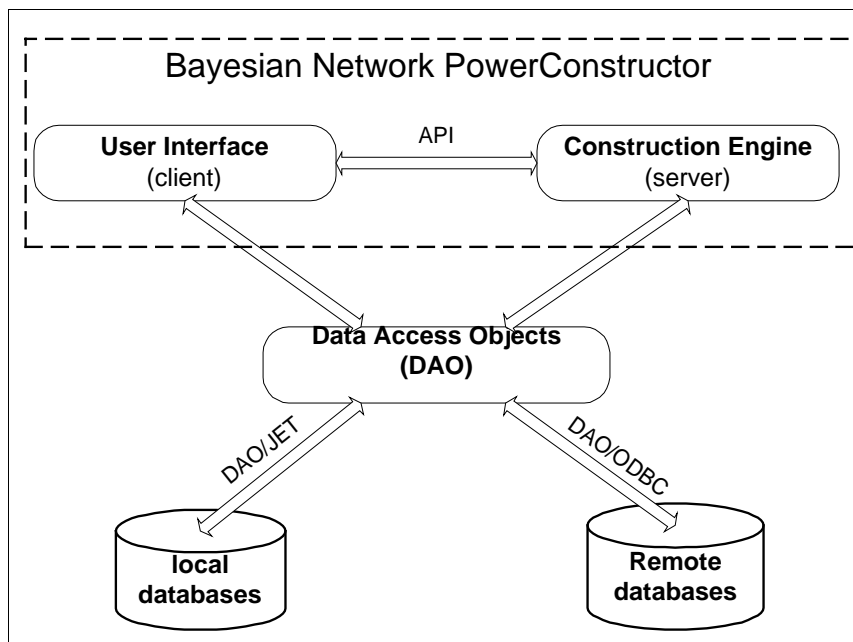 Bayesian Network PowerConstructor
User Interface
(client)
API
Construction Engine
(server)
Data Access Objects
(DAO)
DAO/JET
DAO/ODBC
local
databases
Remote
databases